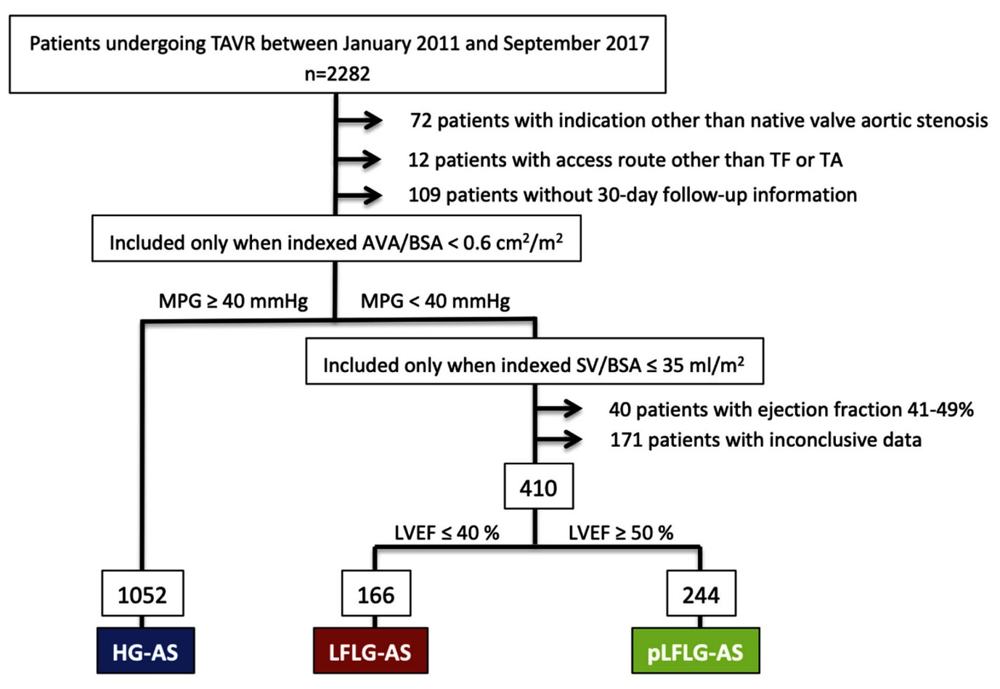 Patients undergoing TAVR between January 2011 and September 2017
n=2282
72 patients with indication other than native valve aortic stenosis
12 patients with access route other than TF or TA
109 patients without 30-day follow-up information
Included only when indexed AVA/BSA < 0.6 cm²/m²
MPG ≥ 40 mmHg
MPG < 40 mmHg
Included only when indexed SV/BSA ≤ 35 ml/m²
40 patients with ejection fraction 41-49%
171 patients with inconclusive data
410
LVEF ≤ 40 %
LVEF ≥ 50 %
1052
166
244
HG-AS
LFLG-AS
pLFLG-AS